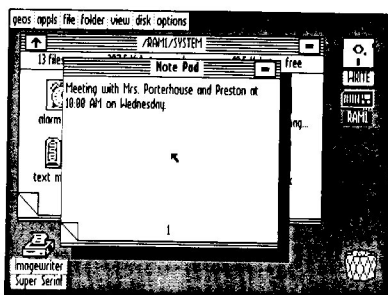 geos appls file folder view disk options
/RAM1/SYSTEM
13 files
free
Note Pad
Meeting with Mrs. Porterhouse and Preston at
10:00 AM on Wednesday.
alarm
text m
1
WRITE
RAM1
imagewriter
Super Serial